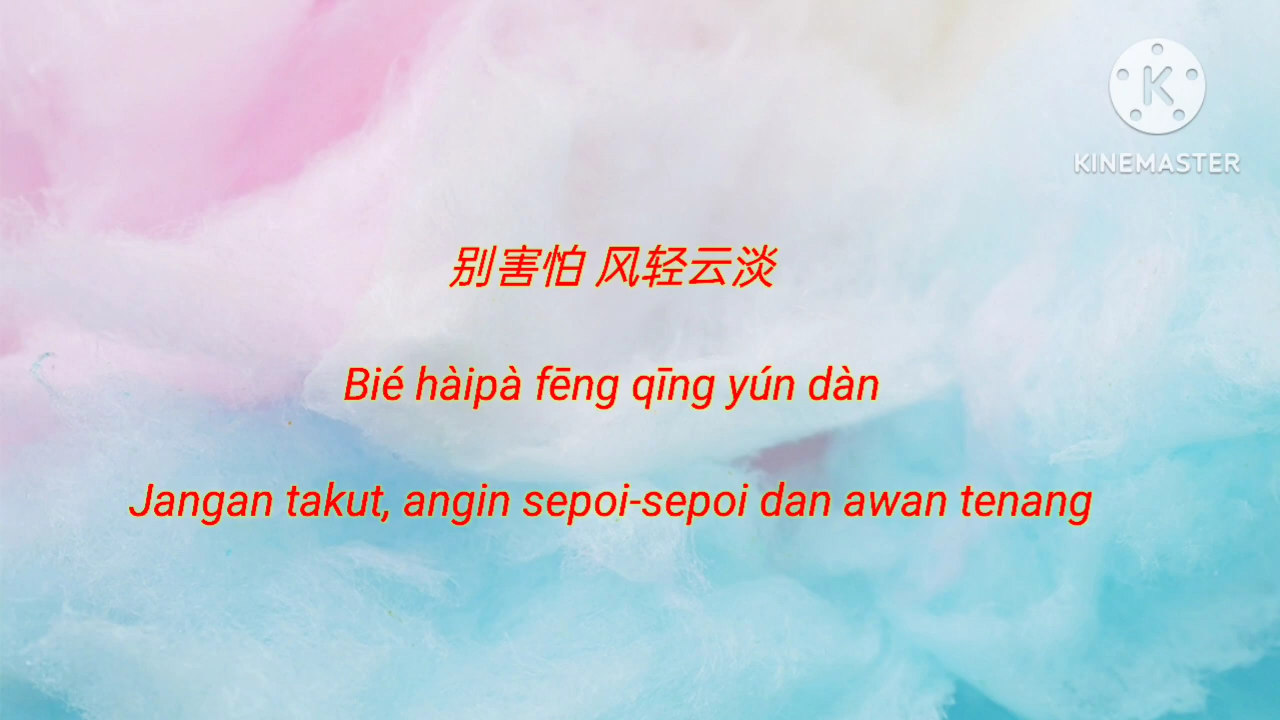 KINEMASTER
别害怕 风轻云淡
Bié hàipà fēng qīng yún dàn
Jangan takut, angin sepoi-sepoi dan awan tenang